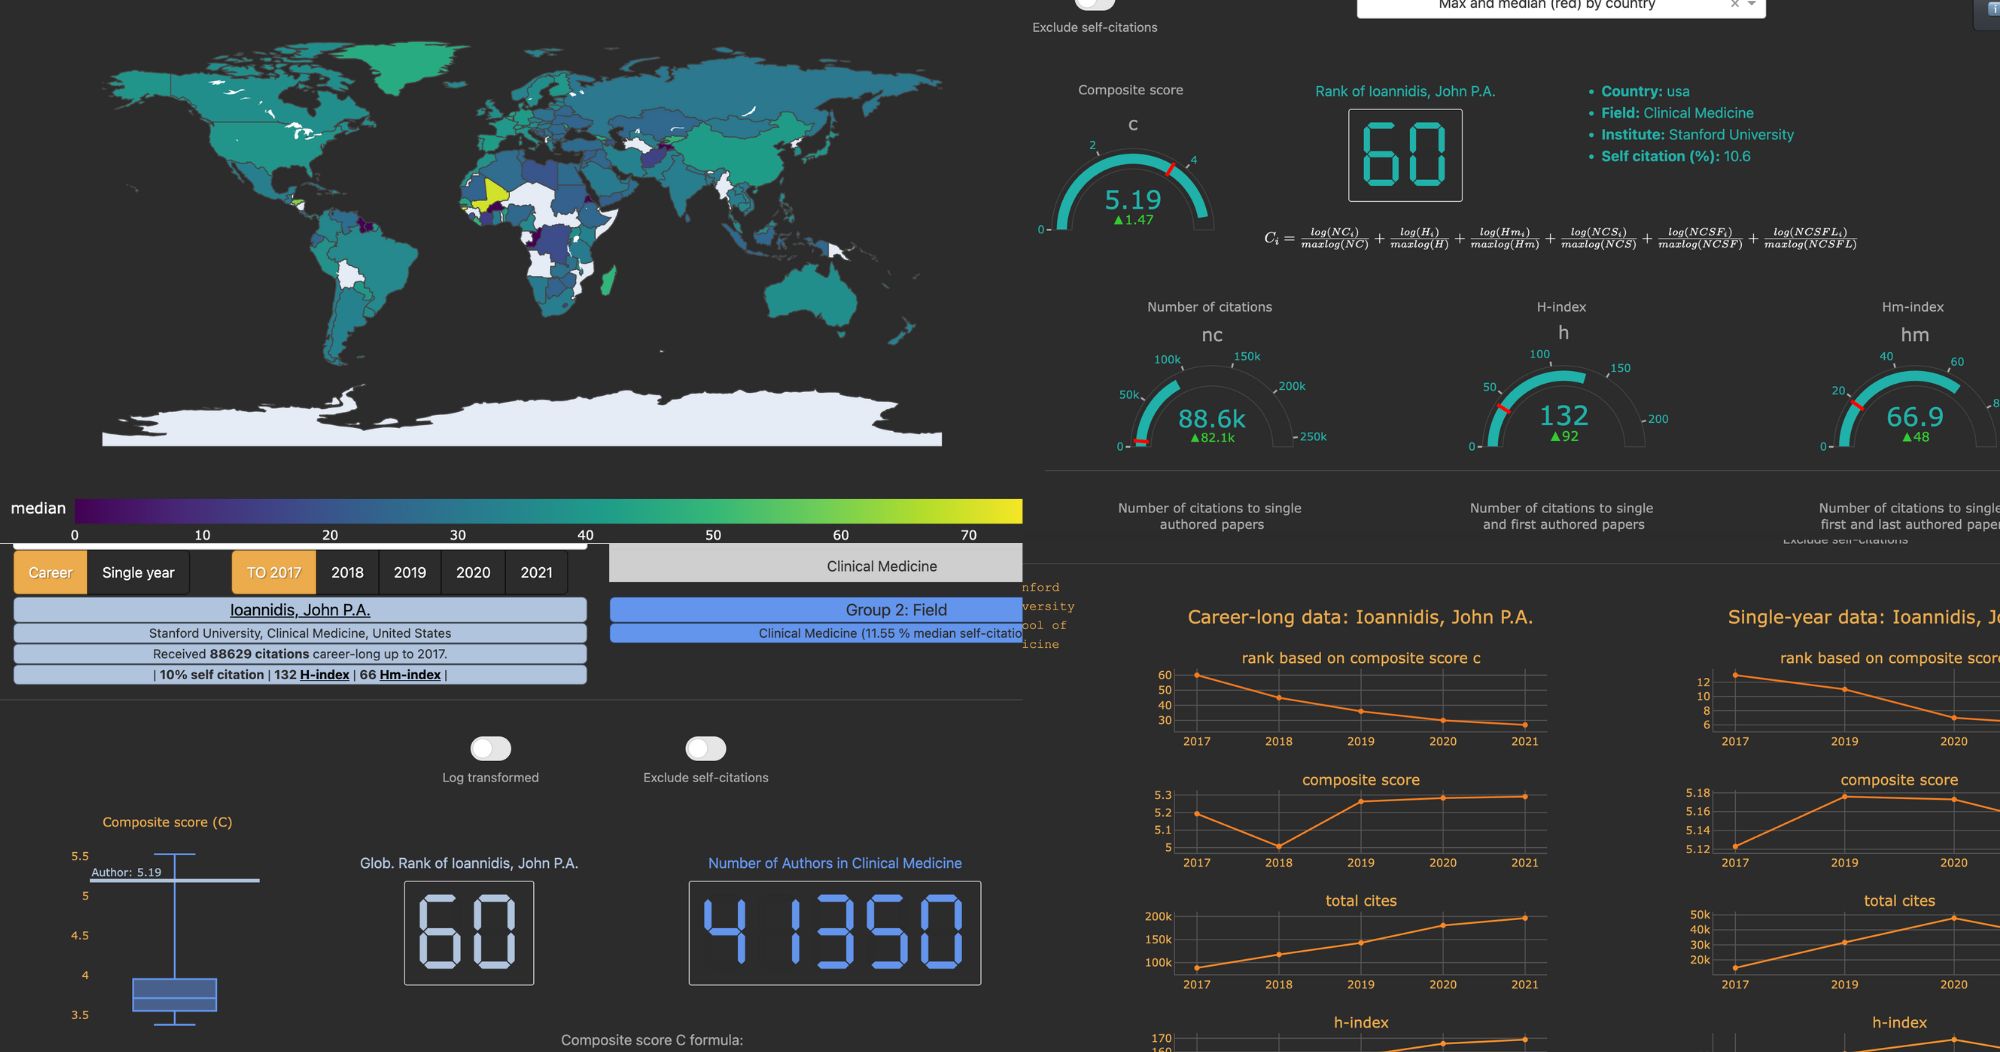 Max and median (red) by country
Exclude self-citations
Composite score
c
0
2
4
5.19
▲1.47
Rank of Ioannidis, John P.A.
60
• Country: usa
• Field: Clinical Medicine
• Institute: Stanford University
• Self citation (%): 10.6
C_i = log(NC_i)/maxlog(NC) + log(H_i)/maxlog(H) + log(Hm_i)/maxlog(Hm) + log(NCS_i)/maxlog(NCS) + log(NCSF_i)/maxlog(NCSF) + log(NCSFL_i)/maxlog(NCSFL)
Number of citations
nc
0
50k
100k
150k
200k
250k
88.6k
▲82.1k
H-index
h
0
50
100
150
200
132
▲92
Hm-index
hm
0
20
40
60
8
66.9
▲48
Number of citations to single
authored papers
Number of citations to single
and first authored papers
Number of citations to single
first and last authored paper
median
0 10 20 30 40 50 60 70
Career Single year TO 2017 2018 2019 2020 2021
Ioannidis, John P.A.
Stanford University, Clinical Medicine, United States
Received 88629 citations career-long up to 2017.
| 10% self citation | 132 H-index | 66 Hm-index |
Clinical Medicine
Group 2: Field
Clinical Medicine (11.55 % median self-citatio
Log transformed
Exclude self-citations
Composite score (C)
5.5
Author: 5.19
5
4.5
4
3.5
Glob. Rank of Ioannidis, John P.A.
60
Number of Authors in Clinical Medicine
41350
Composite score C formula:
Exclude self-citations
nford
versity
ool of
icine
Career-long data: Ioannidis, John P.A.
rank based on composite score c
60
50
40
30
2017 2018 2019 2020 2021
composite score
5.3
5.2
5.1
5
2017 2018 2019 2020 2021
total cites
200k
150k
100k
2017 2018 2019 2020 2021
h-index
170
160
Single-year data: Ioannidis, Jo
rank based on composite scor
12
10
8
6
2017 2019 2020
composite score
5.18
5.16
5.14
5.12
2017 2019 2020
total cites
50k
40k
30k
20k
2017 2019 2020
h-index